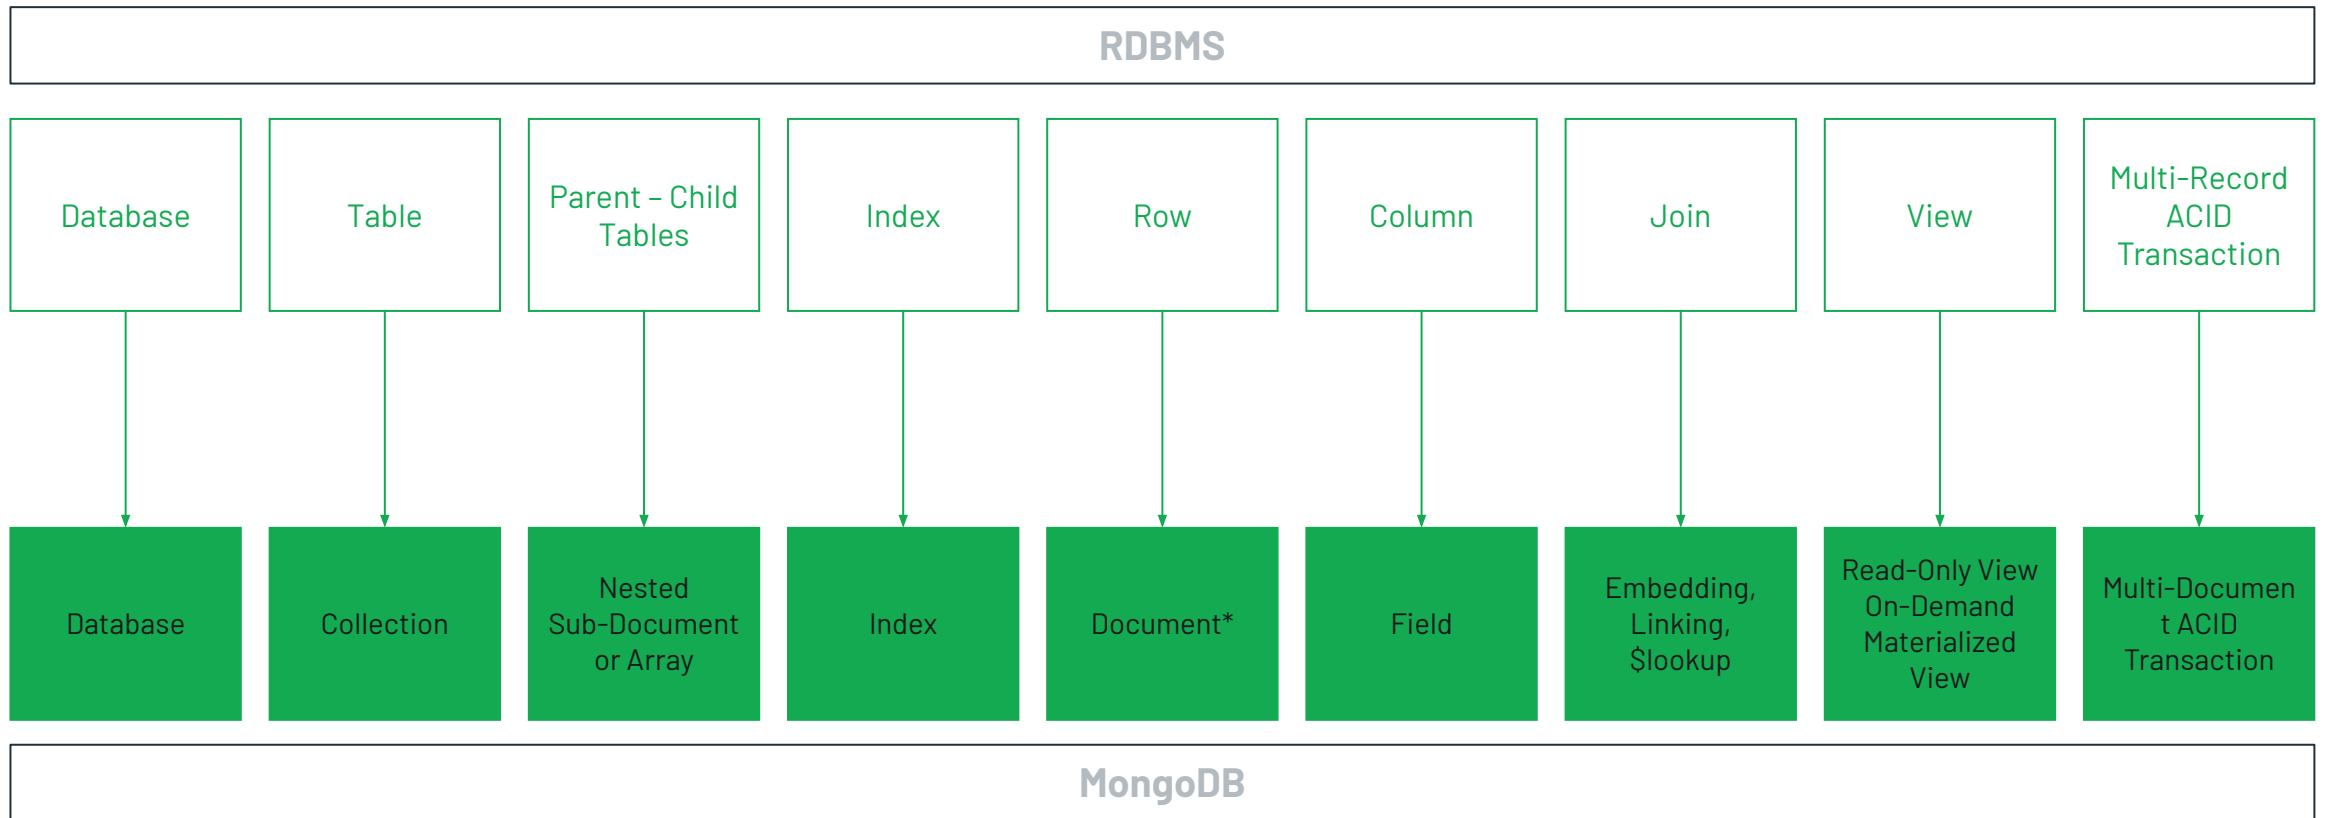 RDBMS
Database
Table
Parent – Child
Tables
Index
Row
Column
Join
View
Multi-Record
ACID
Transaction
Database
Collection
Nested
Sub-Document
or Array
Index
Document*
Field
Embedding,
Linking,
$lookup
Read-Only View
On-Demand
Materialized
View
Multi-Documen
t ACID
Transaction
MongoDB